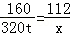 160/320t = 112/x